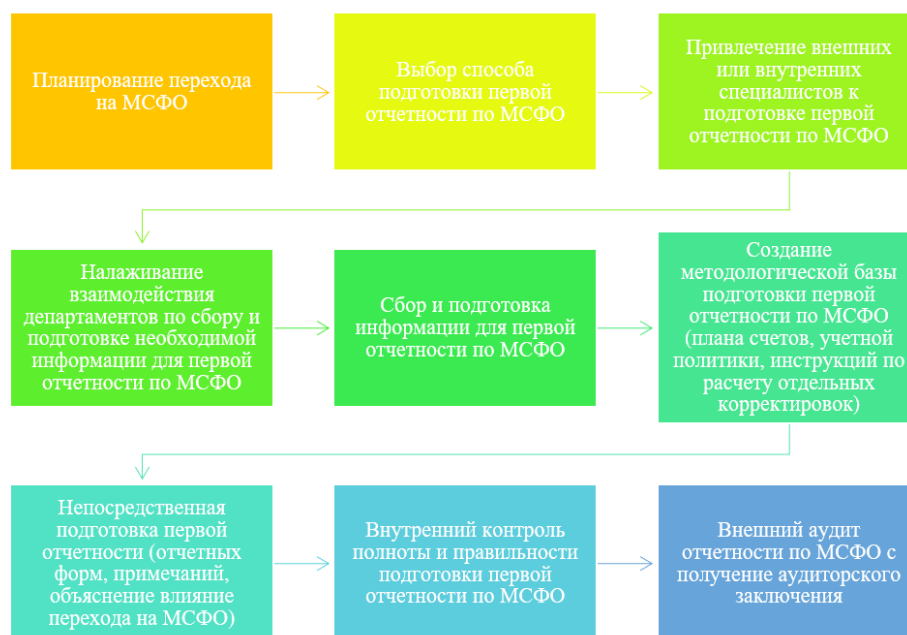 Планирование перехода
на МСФО
Выбор способа
подготовки первой
отчетности по МСФО
Привлечение внешних
или внутренних
специалистов к
подготовке первой
отчетности по МСФО
Налаживание
взаимодействия
департаментов по сбору и
подготовке необходимой
информации для первой
отчетности по МСФО
Сбор и подготовка
информации для первой
отчетности по МСФО
Создание
методологической базы
подготовки первой
отчетности по МСФО
(плана счетов, учетной
политики, инструкций по
расчету отдельных
корректировок)
Непосредственная
подготовка первой
отчетности (отчетных
форм, примечаний,
объяснение влияние
перехода на МСФО)
Внутренний контроль
полноты и правильности
подготовки первой
отчетности по МСФО
Внешний аудит
отчетности по МСФО с
получение аудиторского
заключения